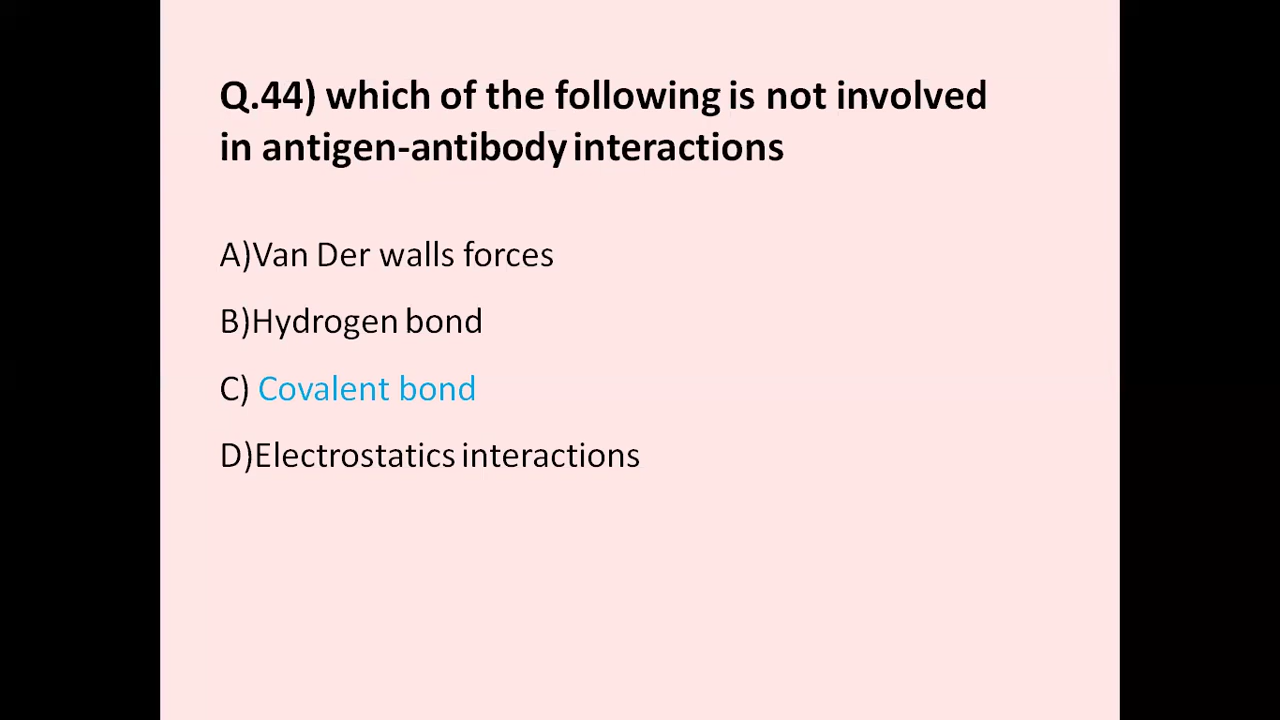 Q.44) which of the following is not involved
in antigen-antibody interactions
A)Van Der walls forces
B)Hydrogen bond
C) Covalent bond
D)Electrostatics interactions